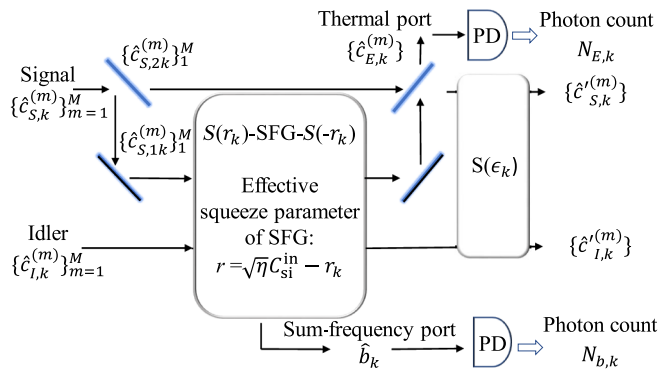 Thermal port
{ĉ_{E,k}^{(m)}}
PD
Photon count
N_{E,k}
{ĉ_{S,2k}^{(m)}}_1^M
Signal
{ĉ_{S,k}^{(m)}}_{m=1}^M
{ĉ_{S,1k}^{(m)}}_1^M
S(r_k)-SFG-S(-r_k)
Effective
squeeze parameter
of SFG:
r =√η C_{si}^{in} − r_k
S(ϵ_k)
{ĉ′_{S,k}^{(m)}}
Idler
{ĉ_{I,k}^{(m)}}_{m=1}^M
{ĉ′_{I,k}^{(m)}}
Sum-frequency port
b̂_k
PD
Photon count
N_{b,k}